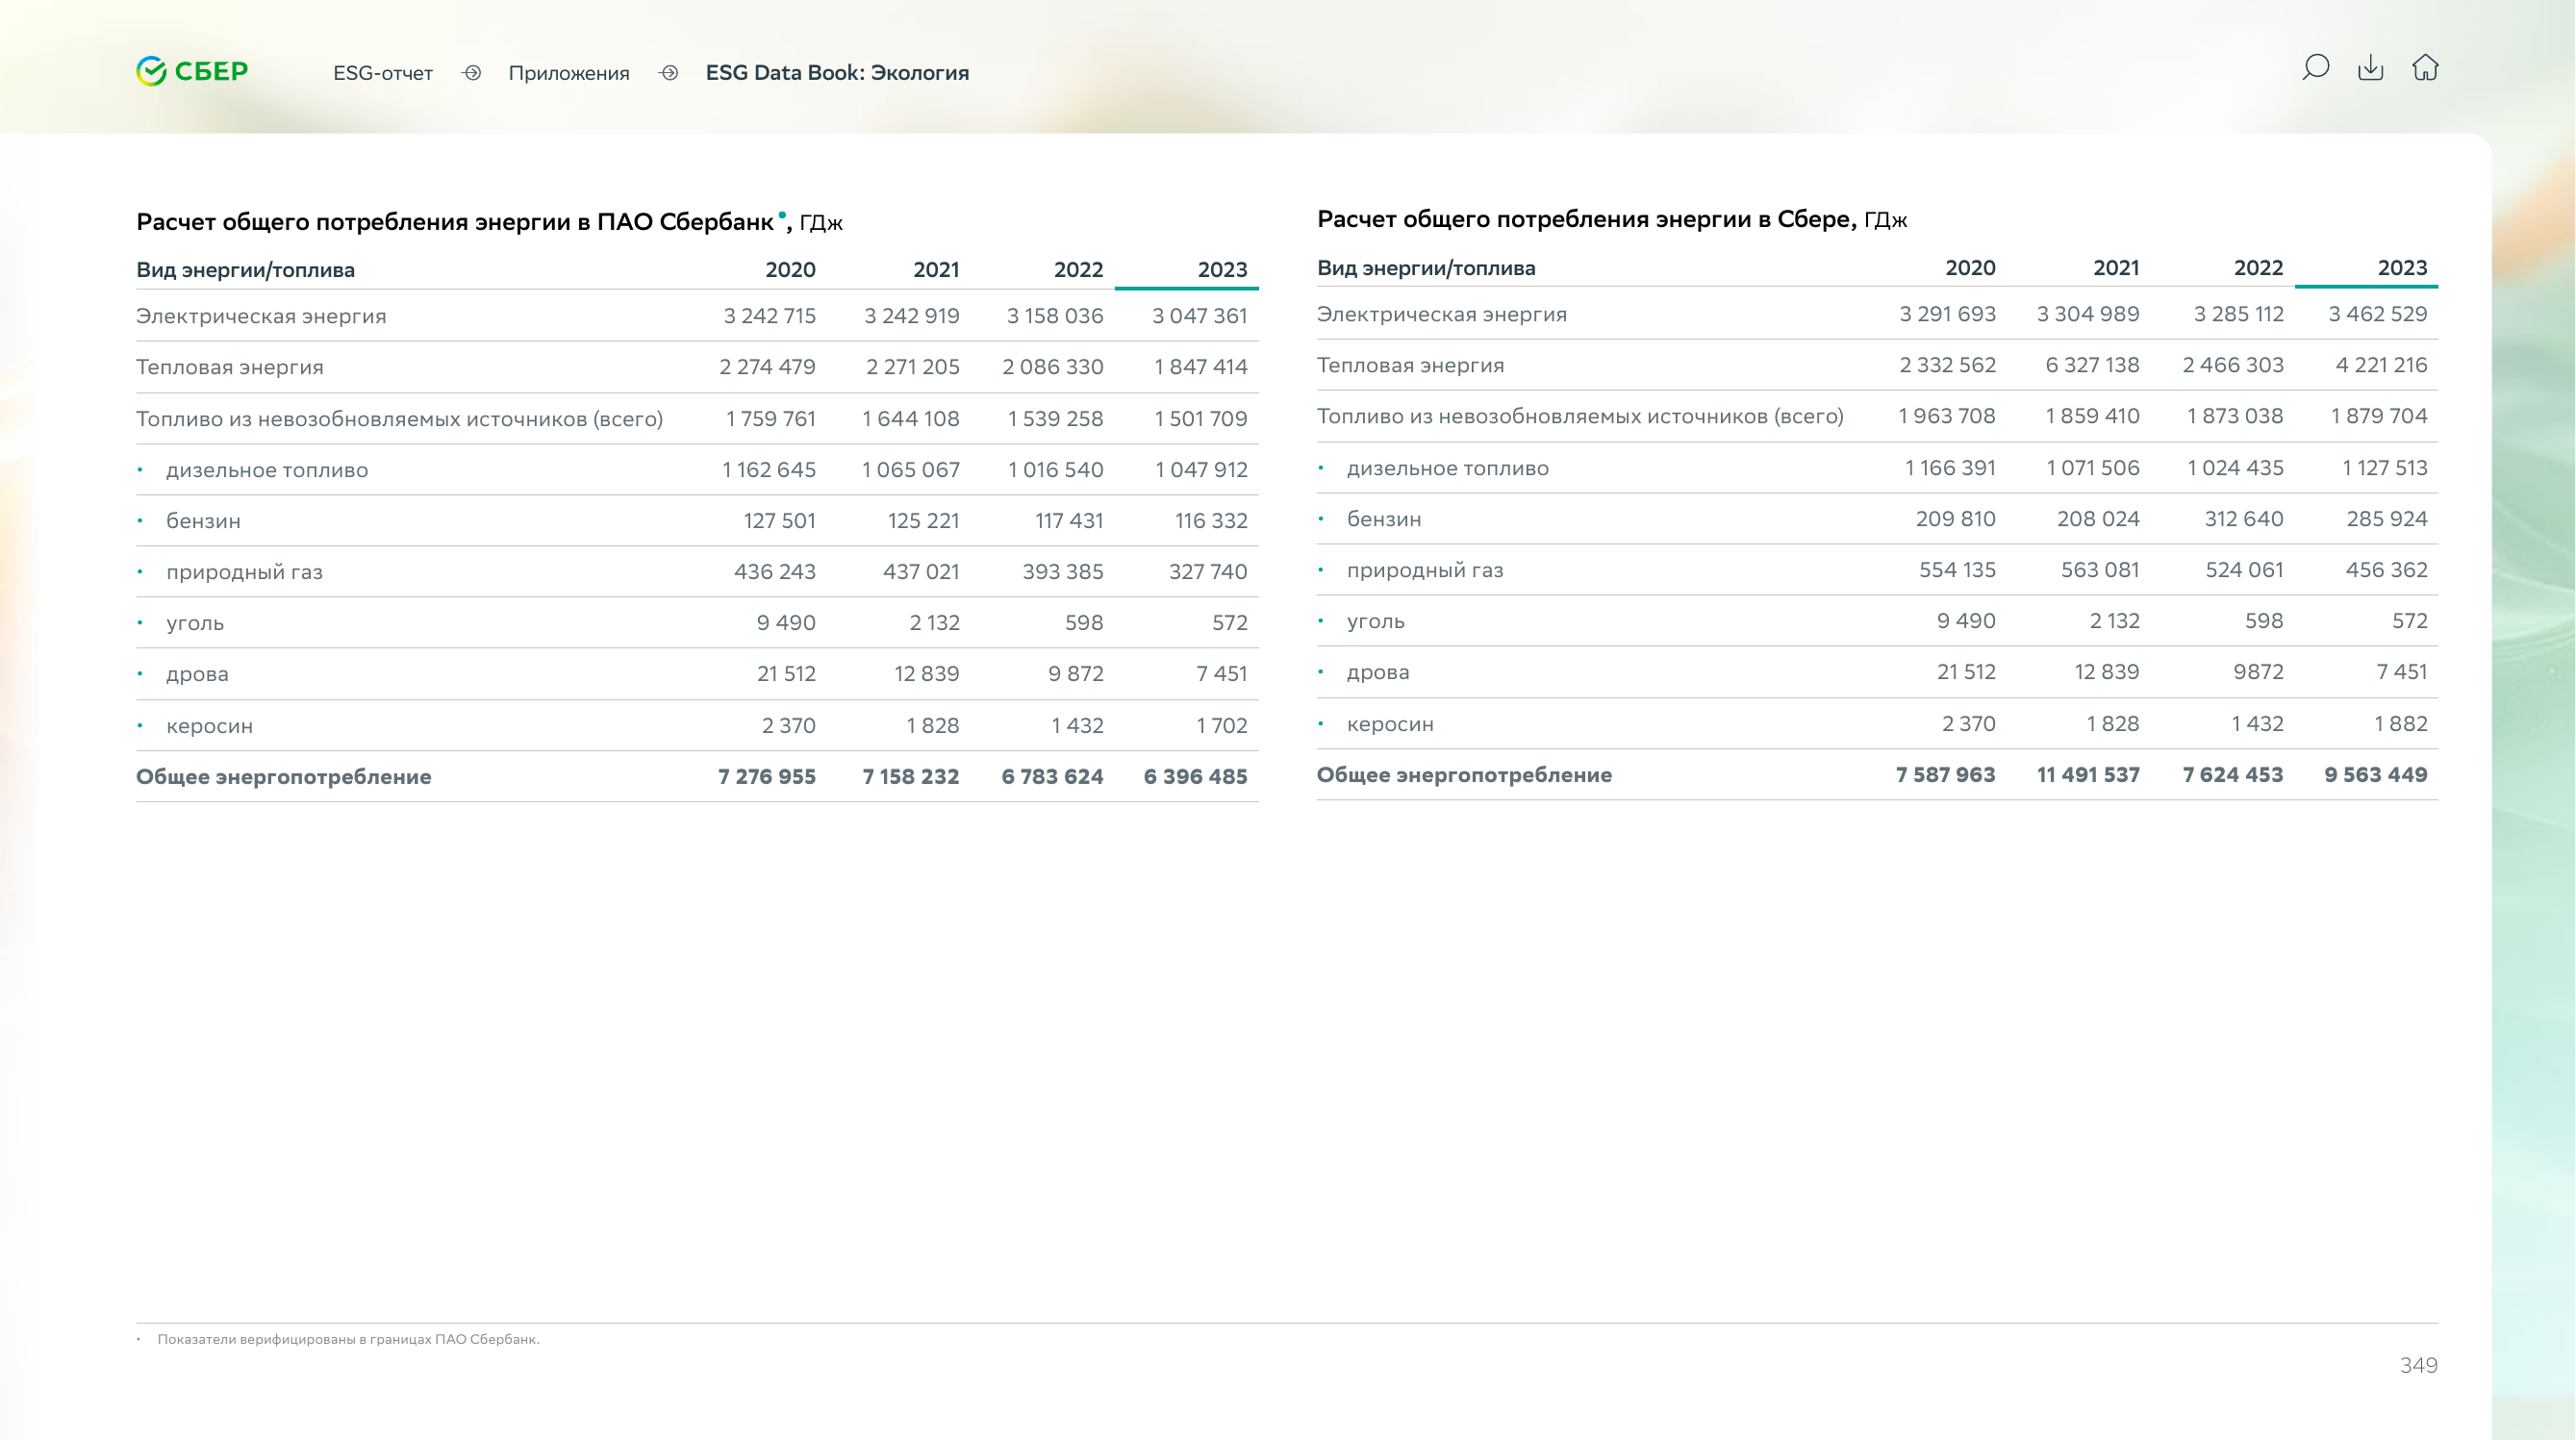 СБЕР
ESG-отчет Приложения ESG Data Book: Экология
Расчет общего потребления энергии в ПАО Сбербанк•, ГДж
Вид энергии/топлива 2020 2021 2022 2023
Электрическая энергия 3 242 715 3 242 919 3 158 036 3 047 361
Тепловая энергия 2 274 479 2 271 205 2 086 330 1 847 414
Топливо из невозобновляемых источников (всего) 1 759 761 1 644 108 1 539 258 1 501 709
• дизельное топливо 1 162 645 1 065 067 1 016 540 1 047 912
• бензин 127 501 125 221 117 431 116 332
• природный газ 436 243 437 021 393 385 327 740
• уголь 9 490 2 132 598 572
• дрова 21 512 12 839 9 872 7 451
• керосин 2 370 1 828 1 432 1 702
Общее энергопотребление 7 276 955 7 158 232 6 783 624 6 396 485
Расчет общего потребления энергии в Сбере, ГДж
Вид энергии/топлива 2020 2021 2022 2023
Электрическая энергия 3 291 693 3 304 989 3 285 112 3 462 529
Тепловая энергия 2 332 562 6 327 138 2 466 303 4 221 216
Топливо из невозобновляемых источников (всего) 1 963 708 1 859 410 1 873 038 1 879 704
• дизельное топливо 1 166 391 1 071 506 1 024 435 1 127 513
• бензин 209 810 208 024 312 640 285 924
• природный газ 554 135 563 081 524 061 456 362
• уголь 9 490 2 132 598 572
• дрова 21 512 12 839 9872 7 451
• керосин 2 370 1 828 1 432 1 882
Общее энергопотребление 7 587 963 11 491 537 7 624 453 9 563 449
• Показатели верифицированы в границах ПАО Сбербанк.
349